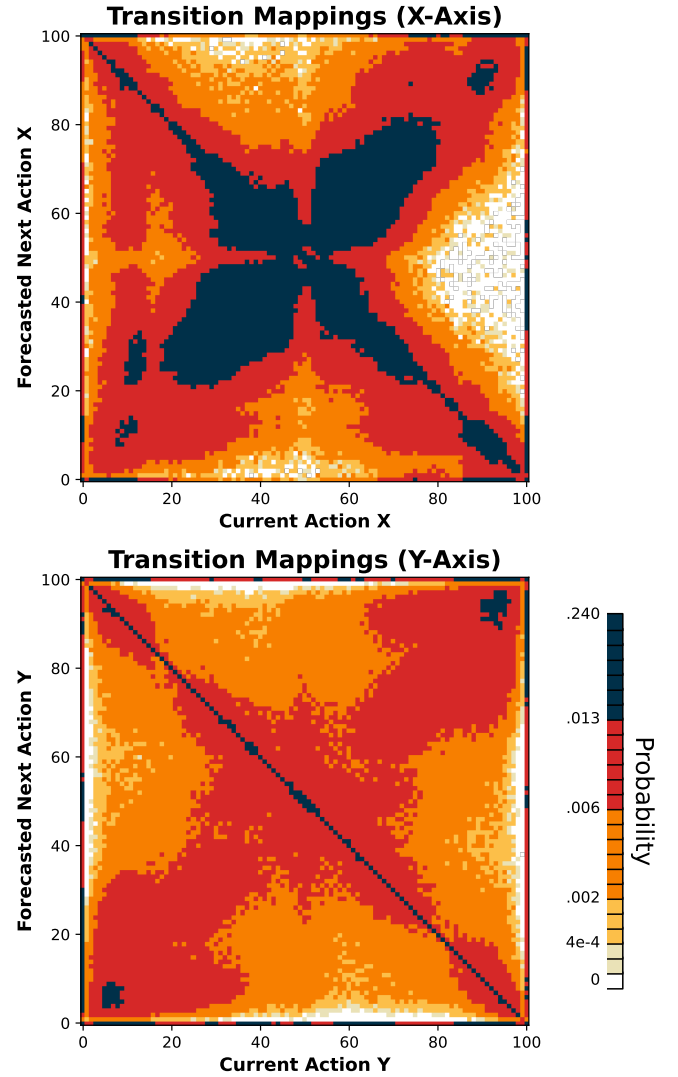 Transition Mappings (X-Axis)
100
80
60
40
20
0
Forecasted Next Action X
0 20 40 60 80 100
Current Action X
Transition Mappings (Y-Axis)
100
80
60
40
20
0
Forecasted Next Action Y
0 20 40 60 80 100
Current Action Y
.240
.013
.006
.002
4e-4
0
Probability